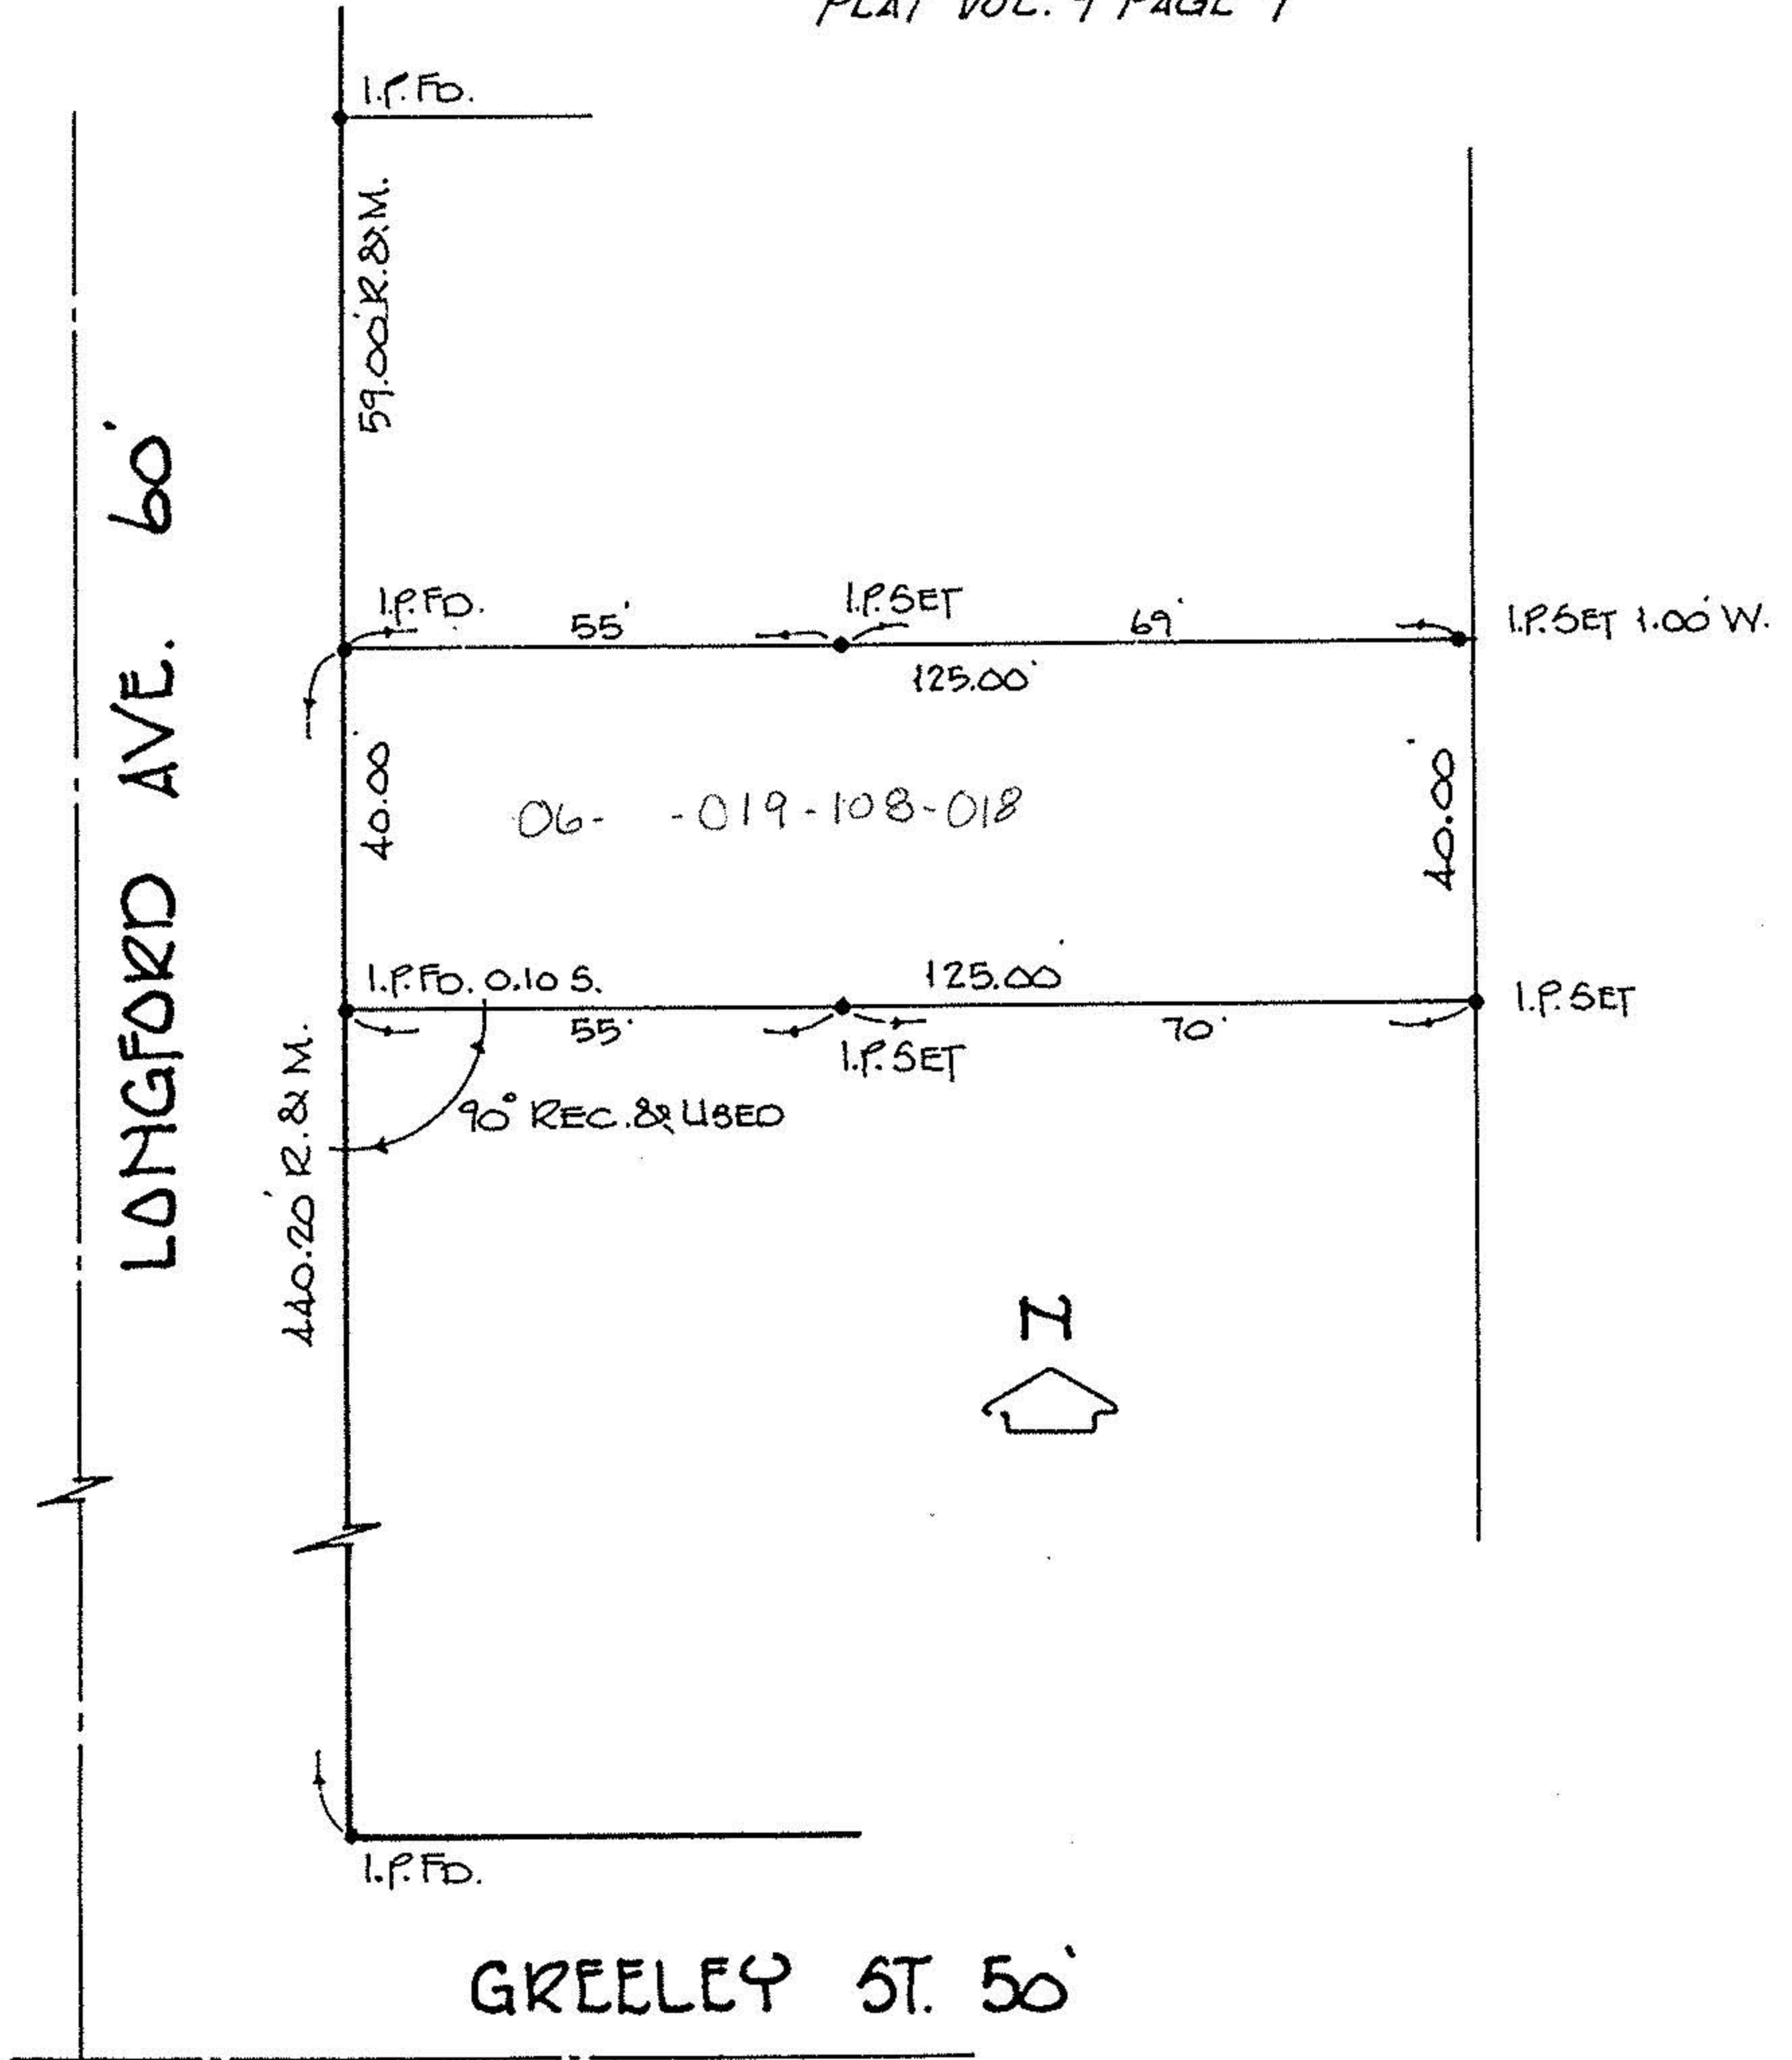 PLAT VOL. 9 PAGE 9
I.P. FD.
59.00' R.&M.
LONGFORD AVE. 60'
I.P. FD.
55'
I.P. SET
69'
I.P. SET 1.00' W.
125.00'
40.00'
06- -019-108-018
40.00'
I.P. FD. 0.10 S.
125.00'
I.P. SET
55'
70'
I.P. SET
90° REC. & USED
440.20' R. & M.
N
I.P. FD.
GREELEY ST. 50'